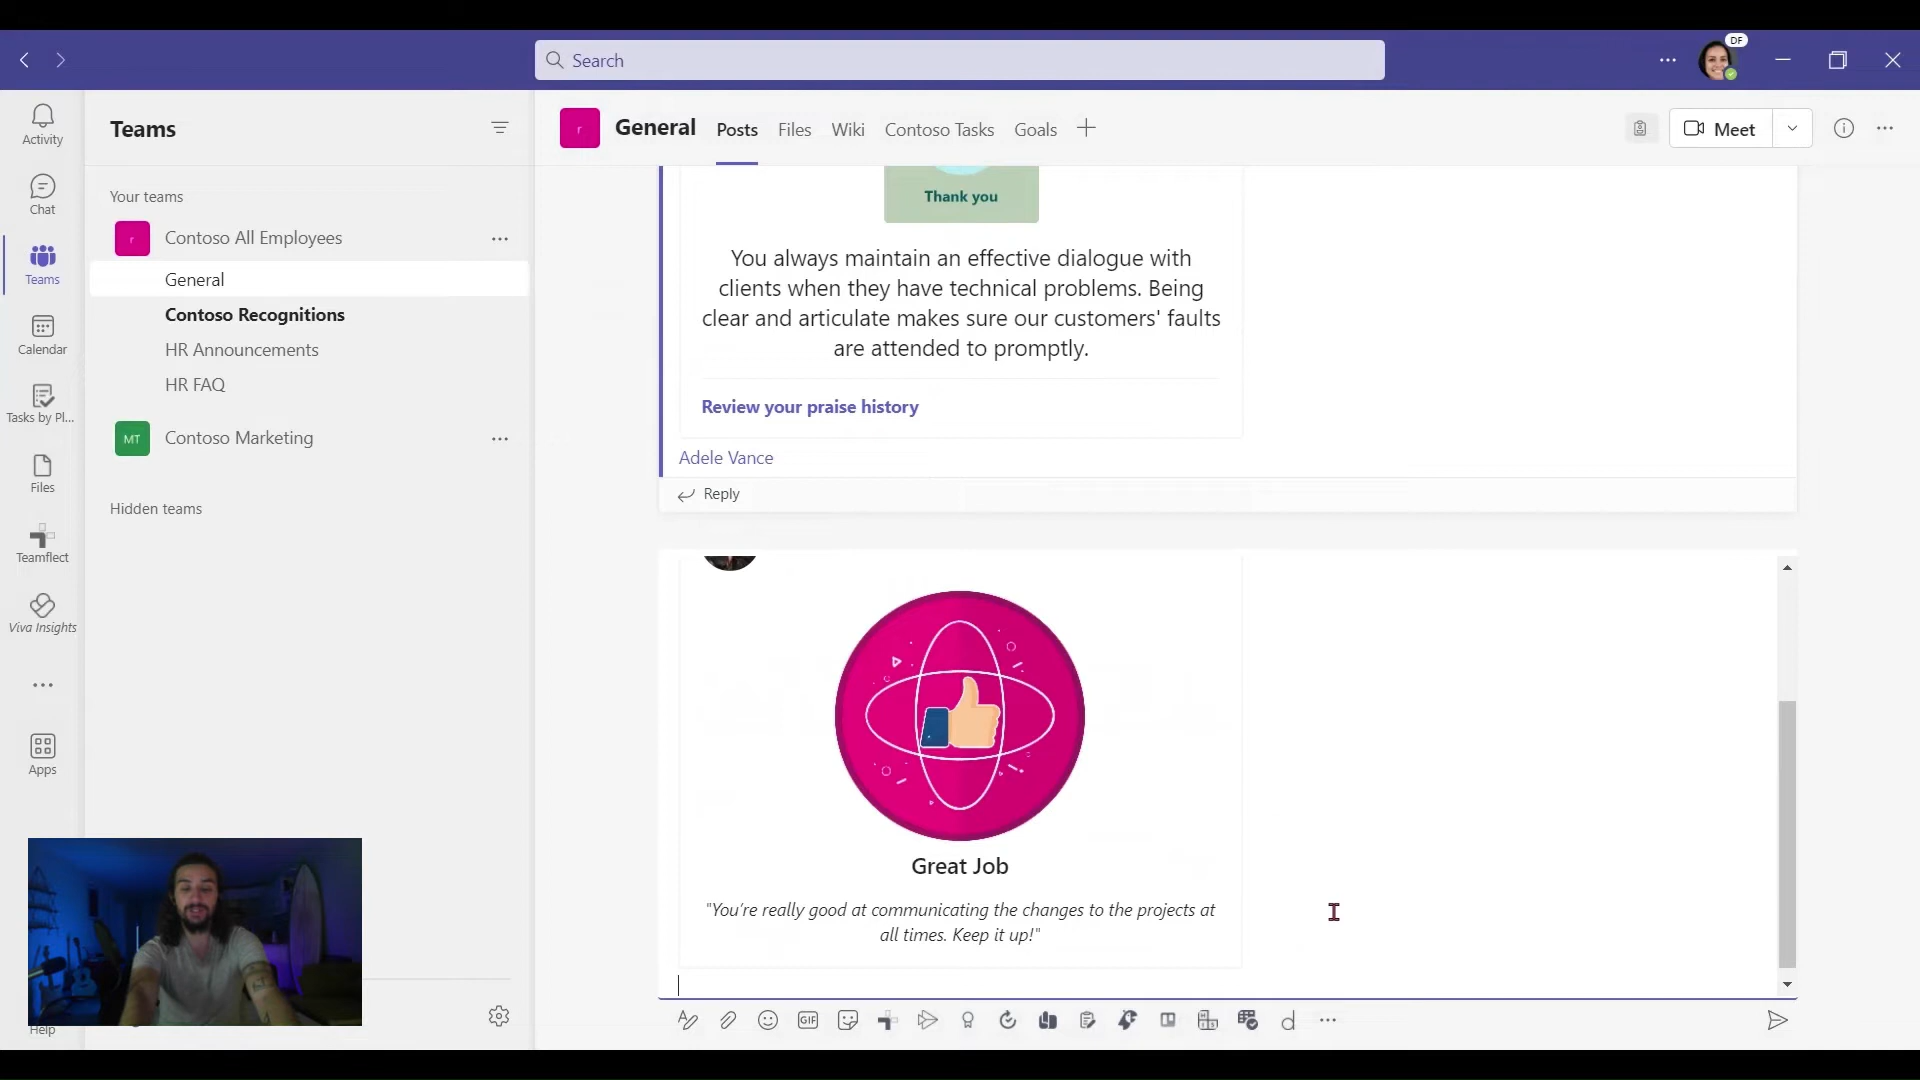 Search
DF
Activity
Chat
Teams
Calendar
Tasks by Pl...
Files
Teamflect
Viva Insights
Apps
Help
Teams
Your teams
r
Contoso All Employees
General
Contoso Recognitions
HR Announcements
HR FAQ
MT
Contoso Marketing
Hidden teams
r
General
Posts
Files
Wiki
Contoso Tasks
Goals
Meet
Thank you
You always maintain an effective dialogue with
clients when they have technical problems. Being
clear and articulate makes sure our customers' faults
are attended to promptly.
Review your praise history
Adele Vance
Reply
Great Job
"You're really good at communicating the changes to the projects at
all times. Keep it up!"
GIF